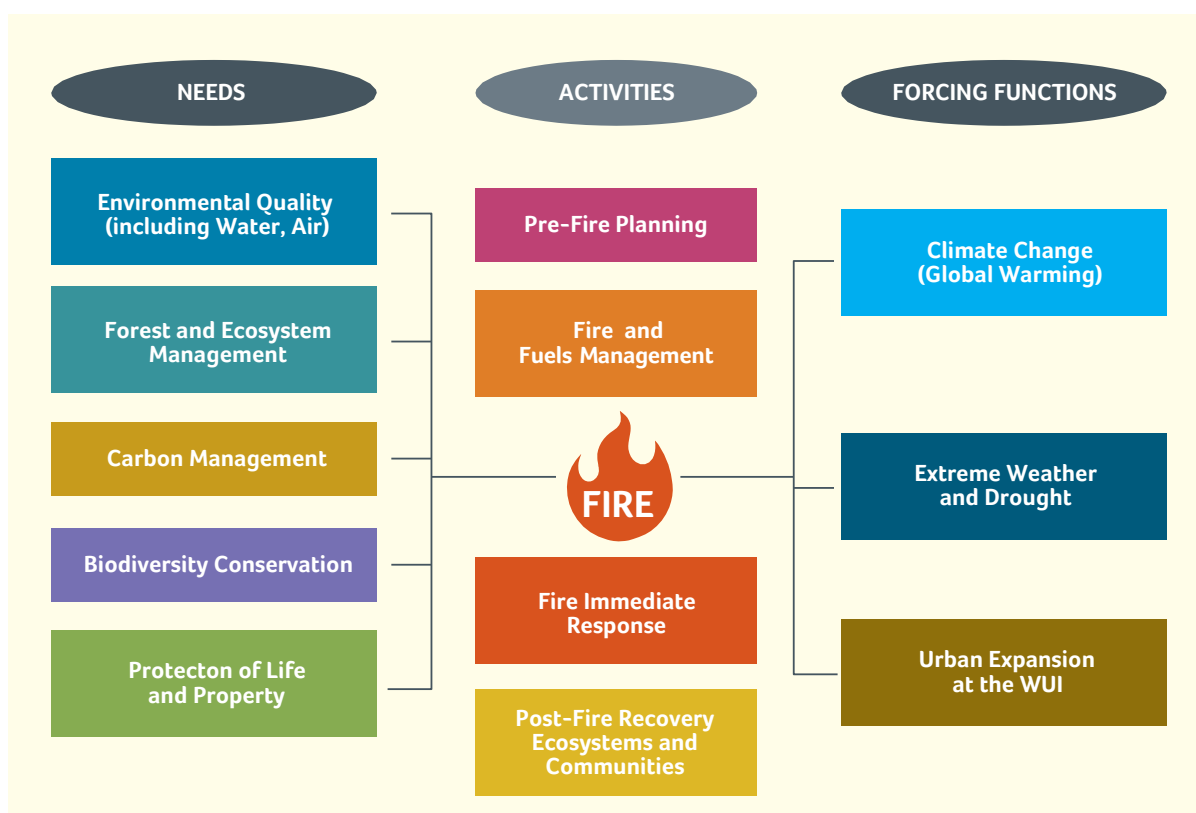 NEEDS
Environmental Quality
(including Water, Air)
Forest and Ecosystem
Management
Carbon Management
Biodiversity Conservation
Protecton of Life
and Property
ACTIVITIES
Pre-Fire Planning
Fire and
Fuels Management
FIRE
Fire Immediate
Response
Post-Fire Recovery
Ecosystems and
Communities
FORCING FUNCTIONS
Climate Change
(Global Warming)
Extreme Weather
and Drought
Urban Expansion
at the WUI